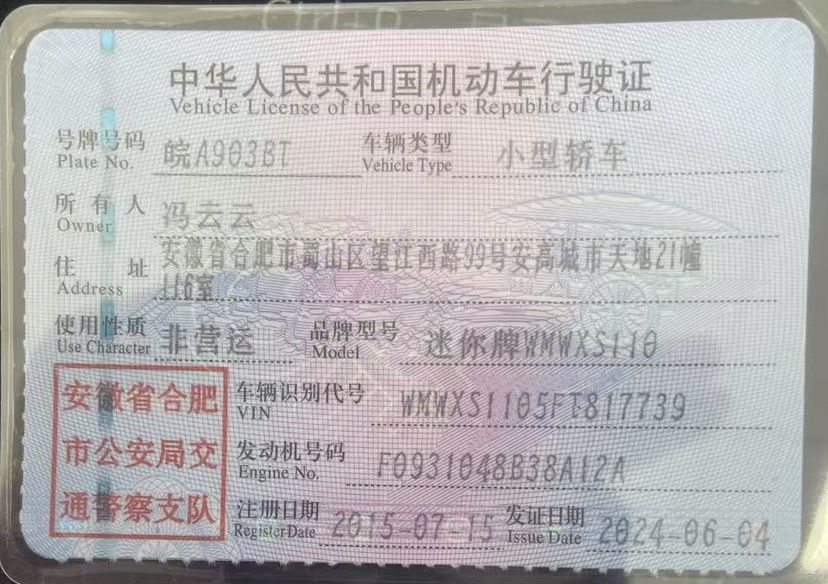 中华人民共和国机动车行驶证
Vehicle License of the People's Republic of China
号牌号码 皖A903BT 车辆类型 小型轿车
Plate No. Vehicle Type
所有人 冯云云
Owner
住址 安徽省合肥市蜀山区望江西路99号安高城市天地21幢
Address 116室
使用性质 非营运 品牌型号 迷你牌WMWXS110
Use Character Model
安徽省合肥 车辆识别代号 WMWXS1105FT817739
VIN
市公安局交 发动机号码 F0931048B38A12A
Engine No.
通警察支队 注册日期 2015-07-15 发证日期 2024-06-04
Register Date Issue Date